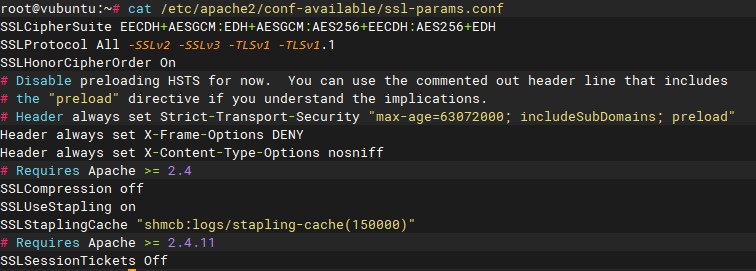 root@vubuntu:~# cat /etc/apache2/conf-available/ssl-params.conf
SSLCipherSuite EECDH+AESGCM:EDH+AESGCM:AES256+EECDH:AES256+EDH
SSLProtocol All -SSLv2 -SSLv3 -TLSv1 -TLSv1.1
SSLHonorCipherOrder On
# Disable preloading HSTS for now.  You can use the commented out header line that includes
# the "preload" directive if you understand the implications.
# Header always set Strict-Transport-Security "max-age=63072000; includeSubDomains; preload"
Header always set X-Frame-Options DENY
Header always set X-Content-Type-Options nosniff
# Requires Apache >= 2.4
SSLCompression off
SSLUseStapling on
SSLStaplingCache "shmcb:logs/stapling-cache(150000)"
# Requires Apache >= 2.4.11
SSLSessionTickets Off